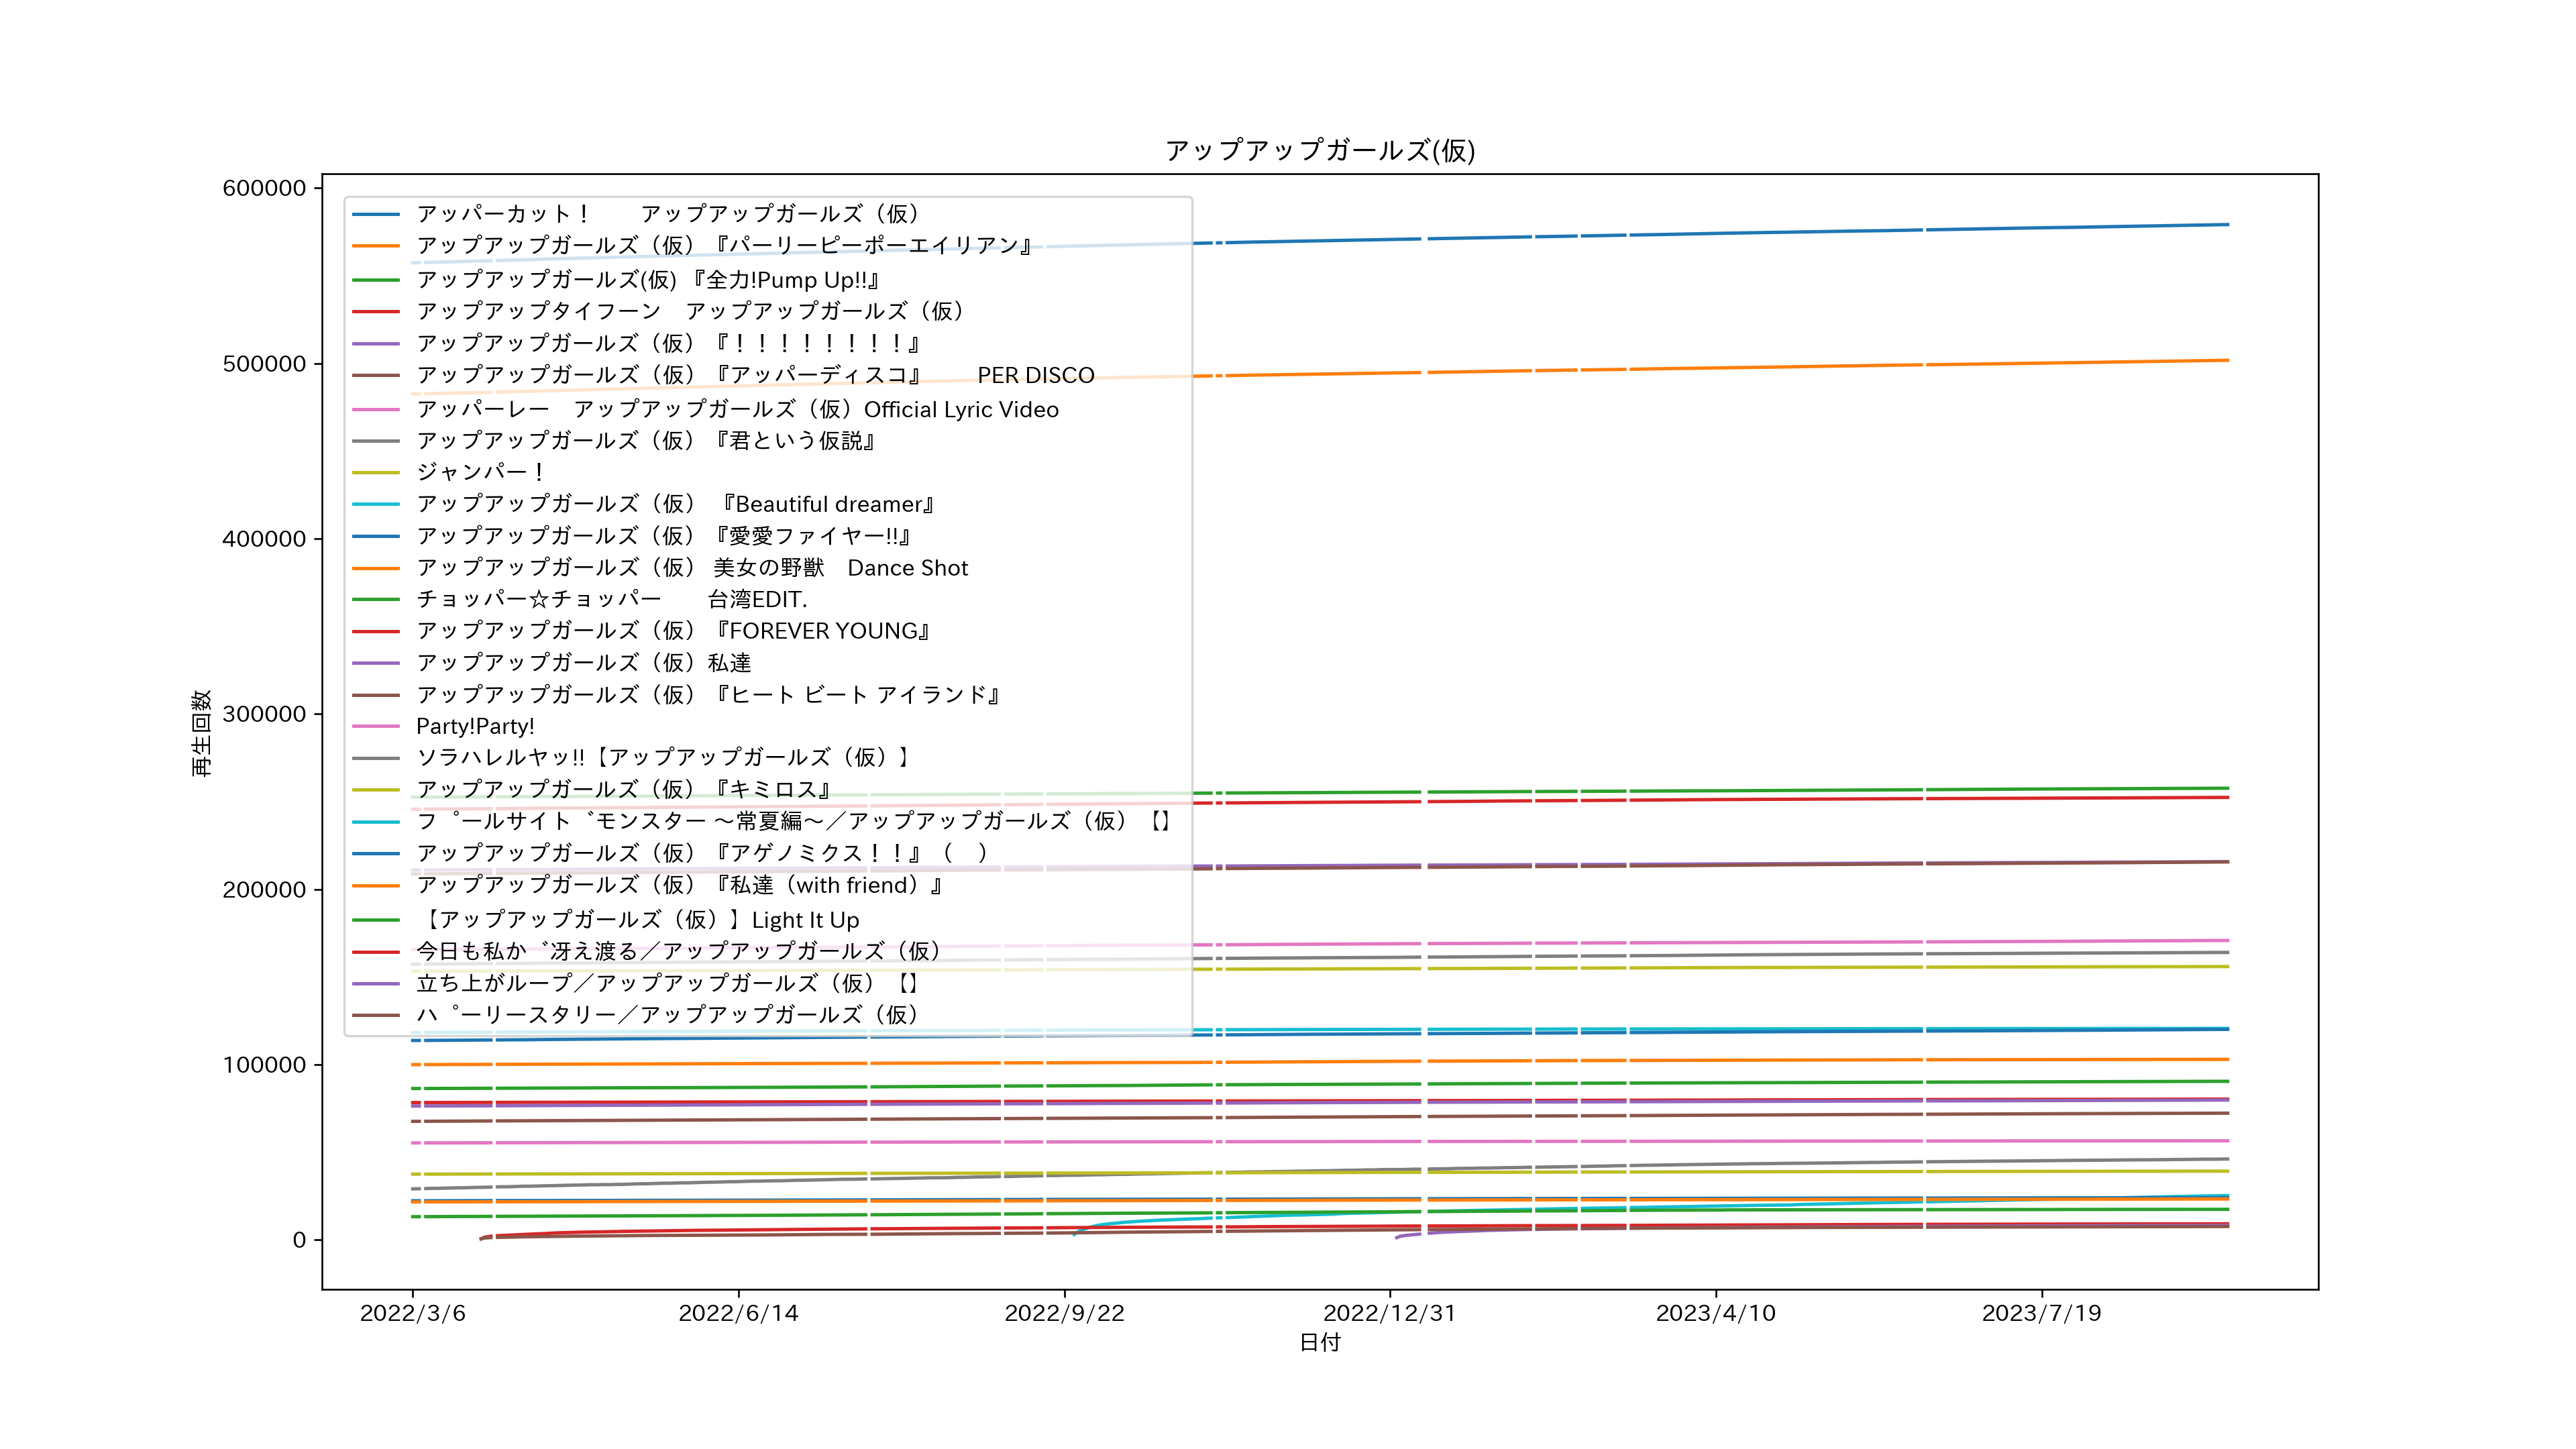 アップアップガールズ(仮)
600000
500000
400000
300000
200000
100000
0
再生回数
アッパーカット！　　アップアップガールズ（仮）
アップアップガールズ（仮）『パーリーピーポーエイリアン』
アップアップガールズ(仮) 『全力!Pump Up!!』
アップアップタイフーン　アップアップガールズ（仮）
アップアップガールズ（仮）『！！！！！！！！』
アップアップガールズ（仮）『アッパーディスコ』　　PER DISCO
アッパーレー　アップアップガールズ（仮）Official Lyric Video
アップアップガールズ（仮）『君という仮説』
ジャンパー！
アップアップガールズ（仮） 『Beautiful dreamer』
アップアップガールズ（仮）『愛愛ファイヤー!!』
アップアップガールズ（仮） 美女の野獣　Dance Shot
チョッパー☆チョッパー　　台湾EDIT.
アップアップガールズ（仮）『FOREVER YOUNG』
アップアップガールズ（仮）私達
アップアップガールズ（仮）『ヒート ビート アイランド』
Party!Party!
ソラハレルヤッ!!【アップアップガールズ（仮）】
アップアップガールズ（仮）『キミロス』
フ゜ールサイト゛モンスター 〜常夏編〜／アップアップガールズ（仮）【】
アップアップガールズ（仮）『アゲノミクス！！』（　）
アップアップガールズ（仮）『私達（with friend）』
【アップアップガールズ（仮）】Light It Up
今日も私か゛冴え渡る／アップアップガールズ（仮）
立ち上がループ／アップアップガールズ（仮）【】
ハ゜ーリースタリー／アップアップガールズ（仮）
2022/3/6
2022/6/14
2022/9/22
2022/12/31
2023/4/10
2023/7/19
日付